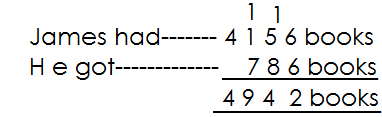 1 1
James had------- 4 1 5 6 books
H e got------------- 7 8 6 books
4 9 4 2 books